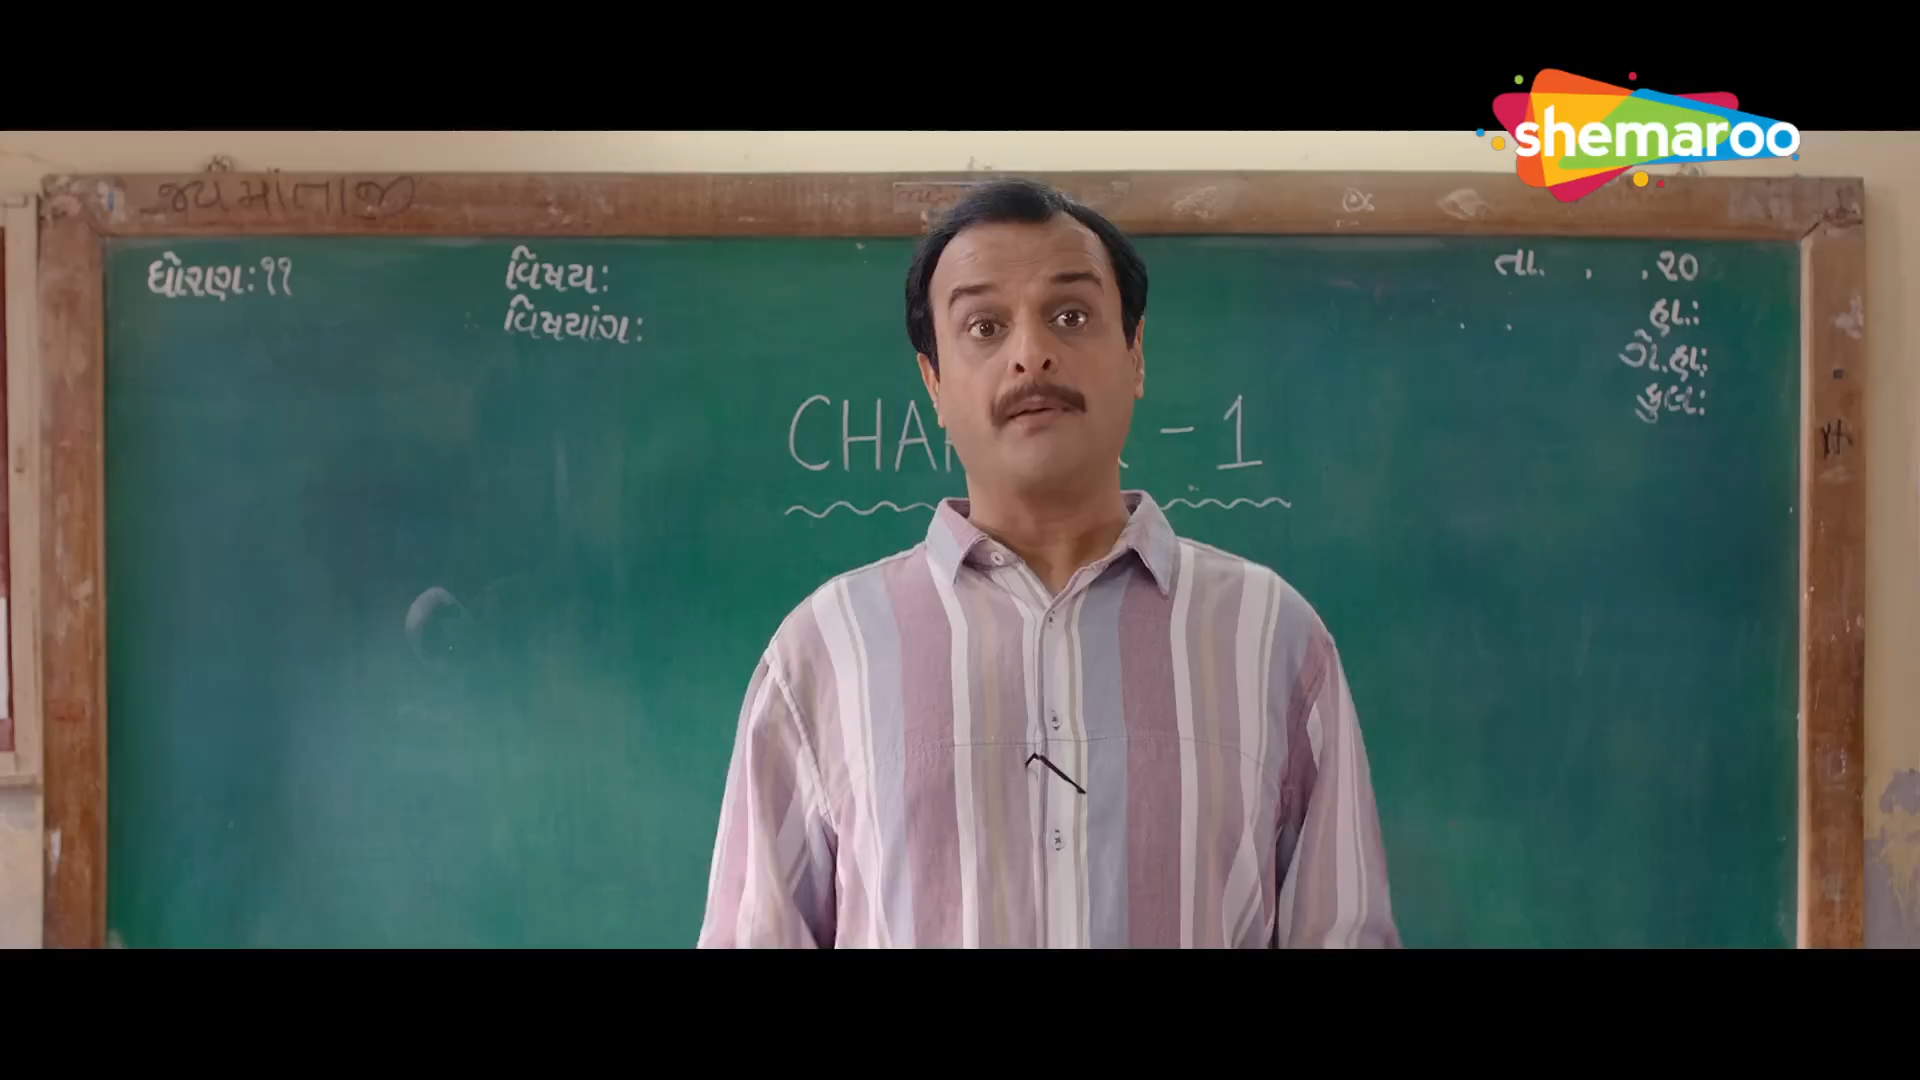 shemaroo
જય માતાજી
ધોરણ:૧૧
વિષય:
વિષયાંગ:
તા. . .૨૦
હા.:
ગે.હા:
કુલ:
CHA - 1